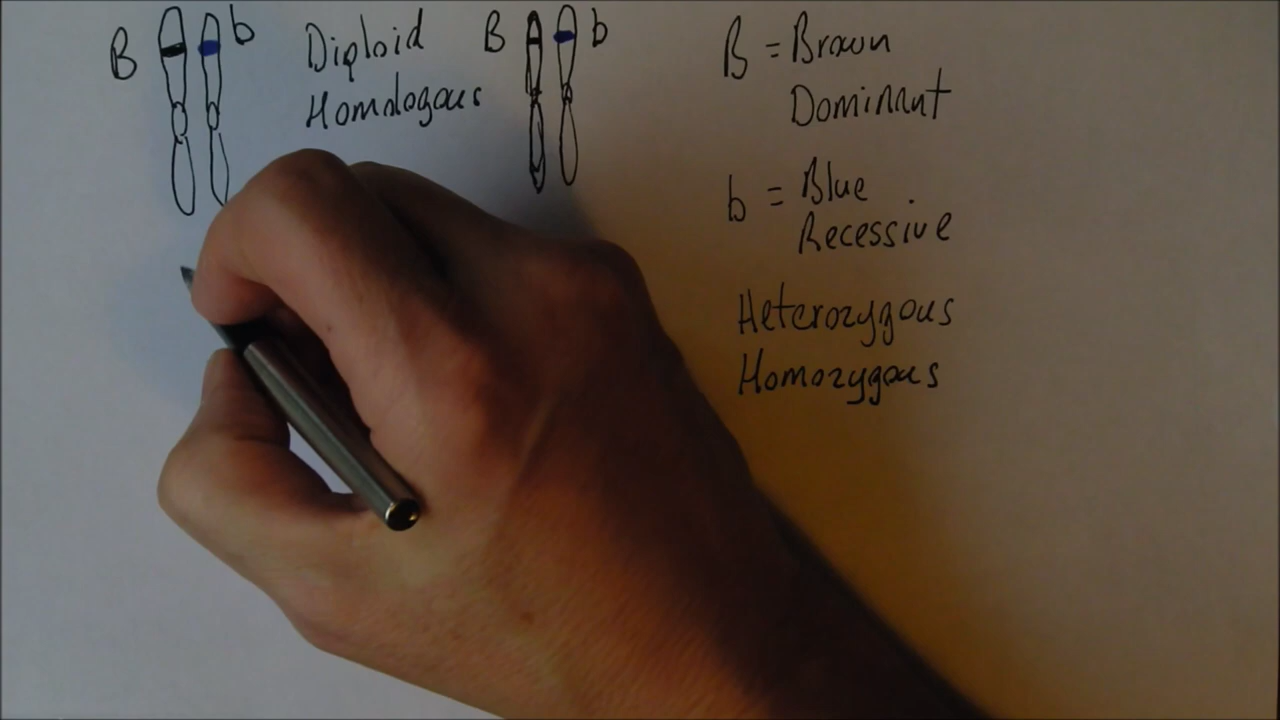 B b
Diploid
Homologous
B b
B = Brown
Dominant
b = Blue
Recessive
Heterozygous
Homozygous